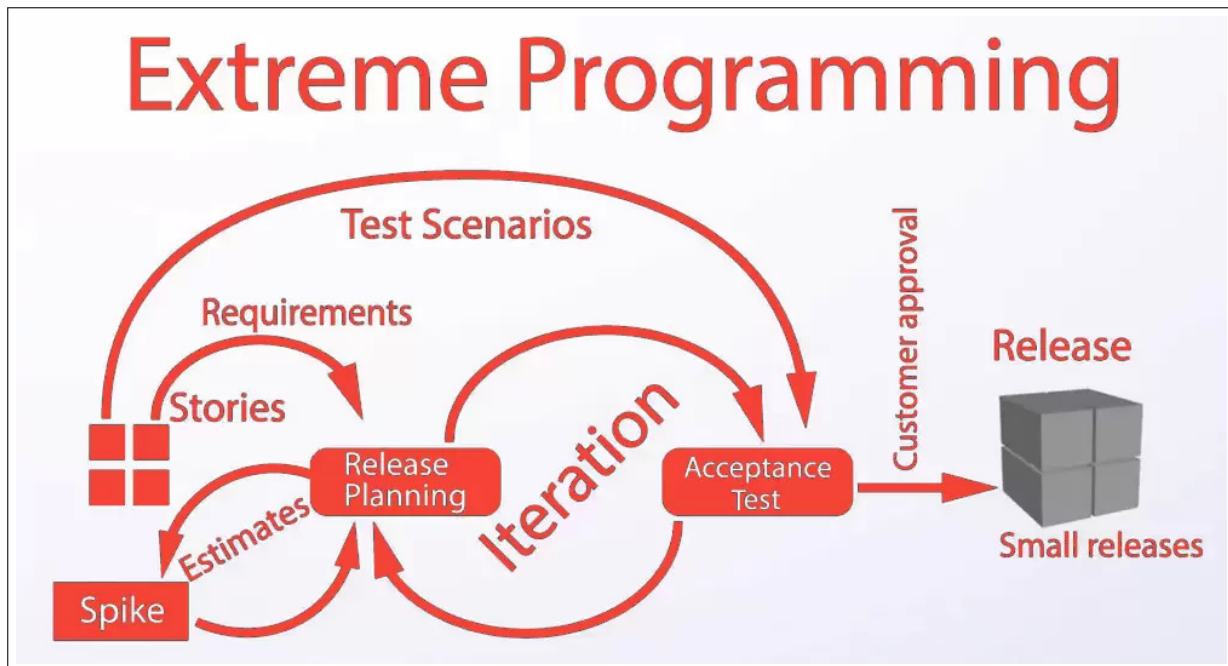 Extreme Programming
Test Scenarios
Requirements
Customer approval
Release
Stories
Iteration
Release
Planning
Acceptance
Test
Estimates
Small releases
Spike